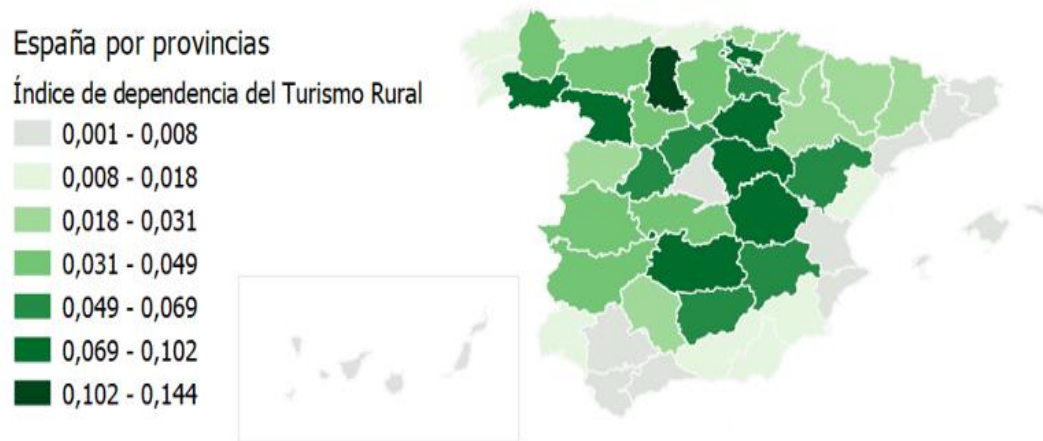 España por provincias
Índice de dependencia del Turismo Rural
0,001 - 0,008
0,008 - 0,018
0,018 - 0,031
0,031 - 0,049
0,049 - 0,069
0,069 - 0,102
0,102 - 0,144